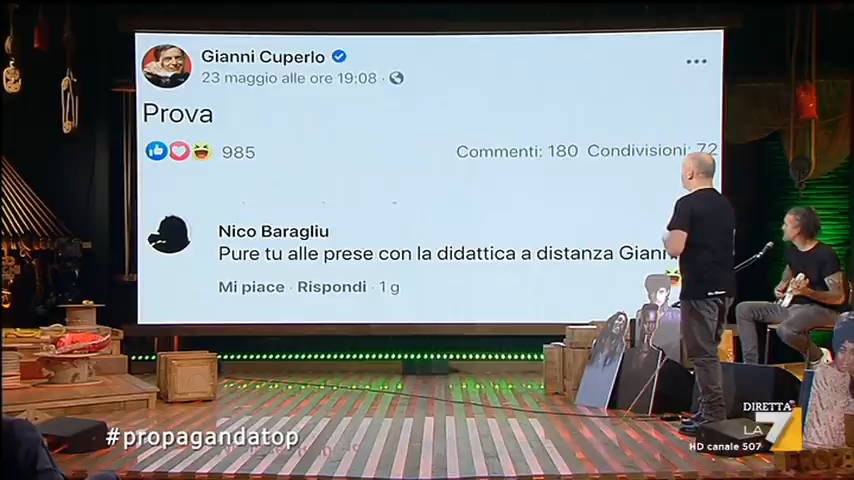 Gianni Cuperlo
23 maggio alle ore 19:08
Prova
985 Commenti: 180 Condivisioni: 72
Nico Baragliu
Pure tu alle prese con la didattica a distanza
Mi piace · Rispondi · 1 g
#propagandatop
DIRETTA
LA 7
HD canale 507